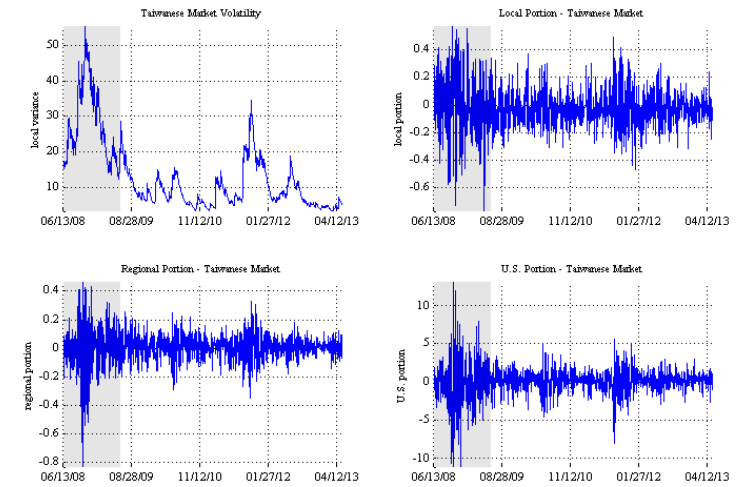 Taiwanese Market Volatility
local variance
50
40
30
20
10
06/13/08 08/28/09 11/12/10 01/27/12 04/12/13
Local Portion - Taiwanese Market
local portion
0.4
0.2
0
-0.2
-0.4
-0.6
06/13/08 08/28/09 11/12/10 01/27/12 04/12/13
Regional Portion - Taiwanese Market
regional portion
0.4
0.2
0
-0.2
-0.4
-0.6
-0.8
06/13/08 08/28/09 11/12/10 01/27/12 04/12/13
U.S. Portion - Taiwanese Market
U.S. portion
10
5
0
-5
-10
06/13/08 08/28/09 11/12/10 01/27/12 04/12/13